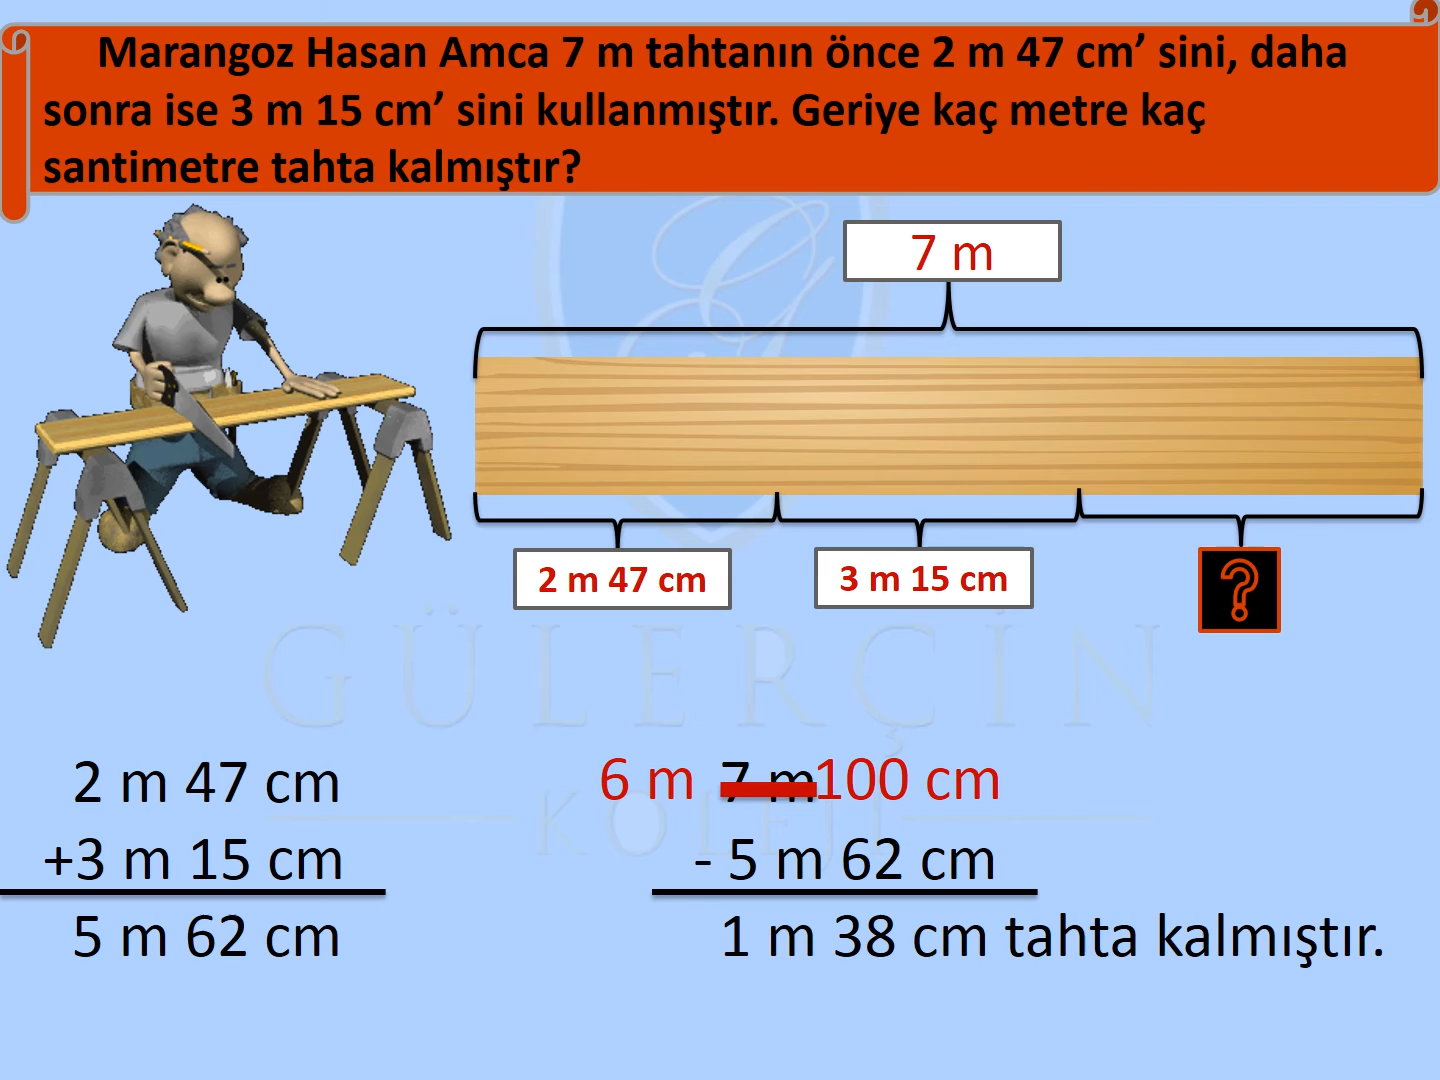 Marangoz Hasan Amca 7 m tahtanın önce 2 m 47 cm’ sini, daha
sonra ise 3 m 15 cm’ sini kullanmıştır. Geriye kaç metre kaç
santimetre tahta kalmıştır?
7 m
2 m 47 cm
3 m 15 cm
?
GÜLERÇİN
KOLEJİ
2 m 47 cm
+3 m 15 cm
5 m 62 cm
6 m 7 m 100 cm
- 5 m 62 cm
1 m 38 cm tahta kalmıştır.